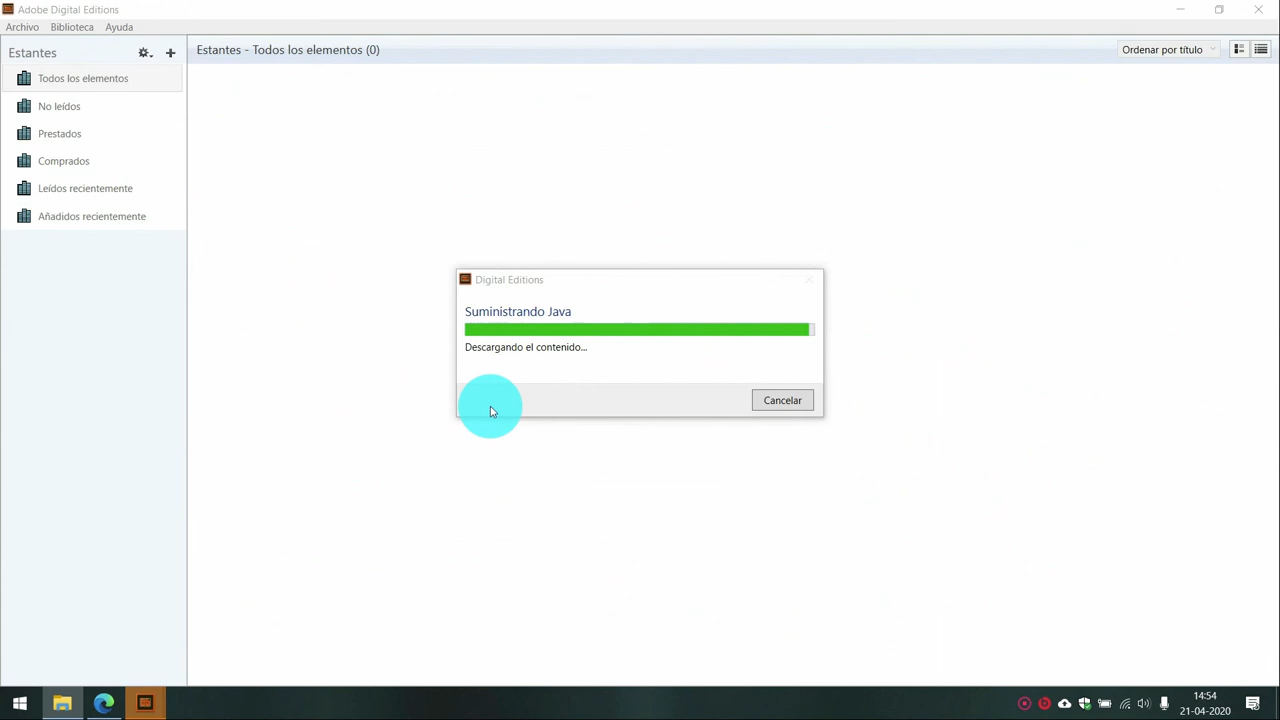 Adobe Digital Editions
Archivo Biblioteca Ayuda
Estantes
Estantes - Todos los elementos (0)
Ordenar por título
Todos los elementos
No leídos
Prestados
Comprados
Leídos recientemente
Añadidos recientemente
Digital Editions
Suministrando Java
Descargando el contenido...
Cancelar
14:54
21-04-2020